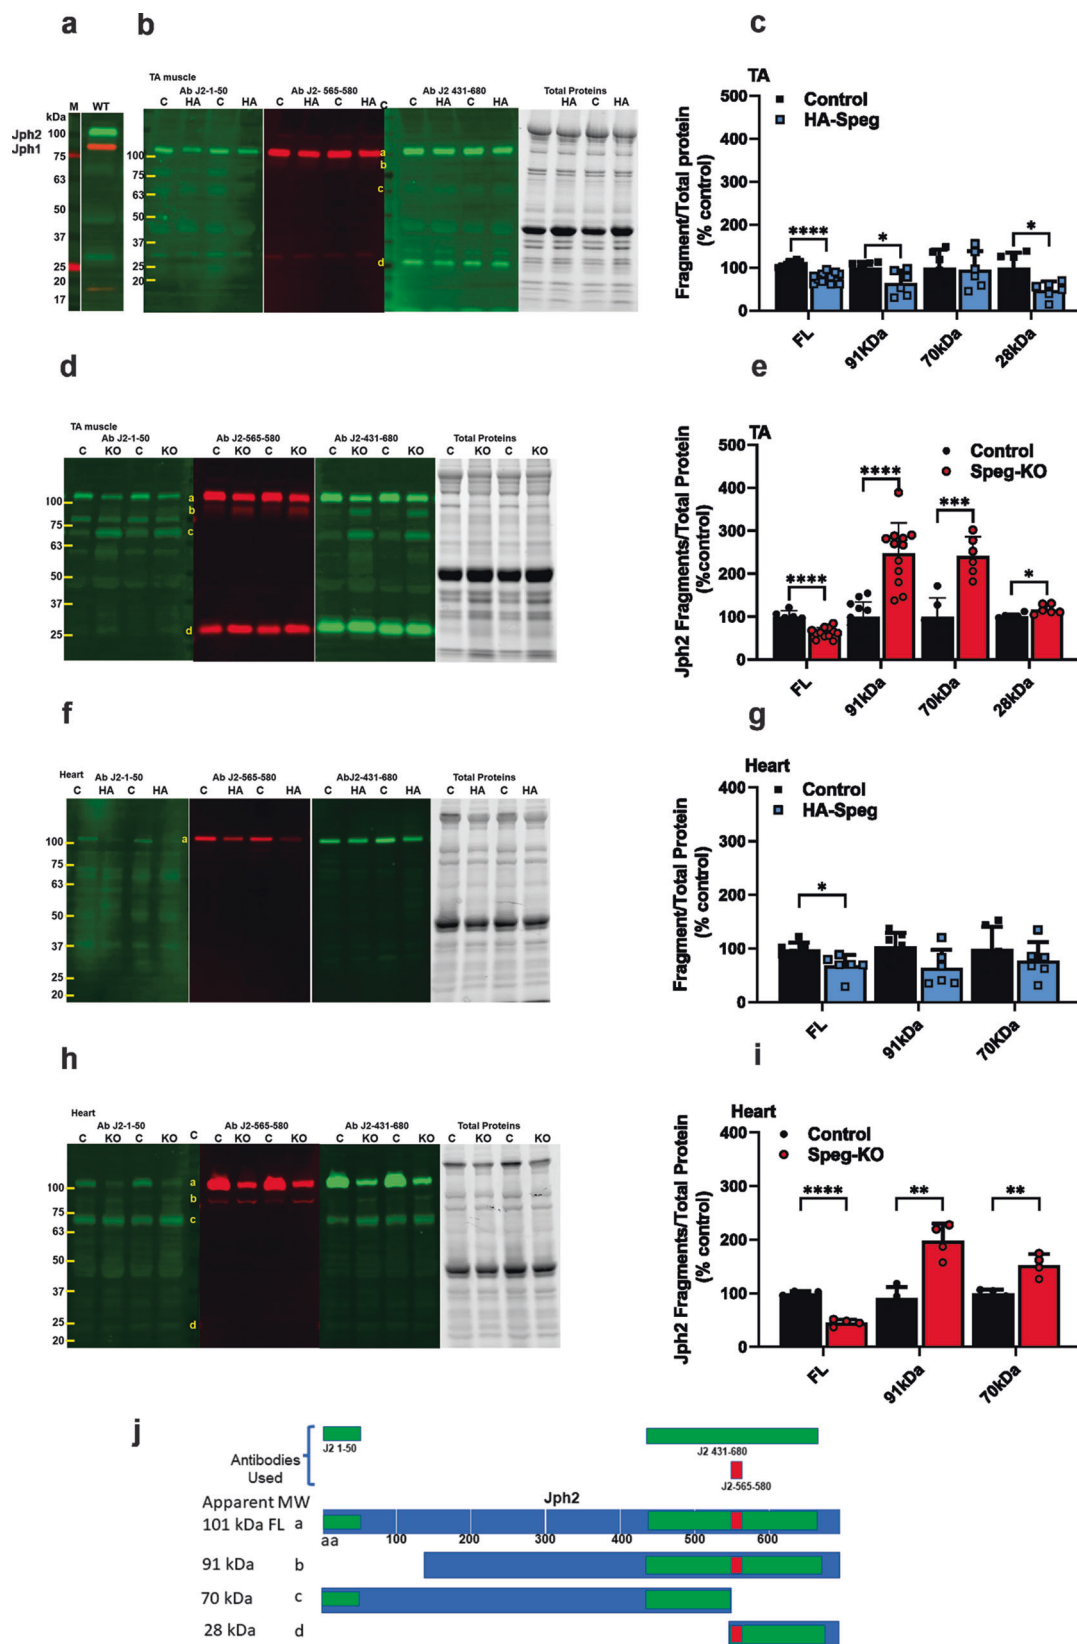 a
M WT
kDa
Jph2 100
Jph1
75
63
50
37
25
20
17
b
TA muscle
Ab J2-1-50 Ab J2- 565-580 Ab J2 431-680 Total Proteins
C HA C HA C HA C HA C C HA C HA HA C HA
100
75
63
50
37
25
20
a
b
c
d
c
TA
Control
HA-Speg
Fragment/Total protein
(% control)
500
400
300
200
100
0
**** * *
FL 91KDa 70kDa 28kDa
d
TA muscle
Ab J2-1-50 Ab J2-565-580 Ab J2-431-680 Total Proteins
C KO C KO C KO C KO C KO C KO C KO C KO
100
75
63
50
37
25
a
b
c
d
e
TA
Control
Speg-KO
Jph2 Fragments/Total Protein
(%control)
500
400
300
200
100
0
**** **** *** *
FL 91kDa 70kDa 28kDa
f
Heart Ab J2-1-50 Ab J2-565-580 AbJ2-431-680 Total Proteins
C HA C HA C HA C HA C HA C HA C HA C HA
100
75
63
50
37
25
20
a
g
Heart
Control
HA-Speg
Fragment/Total Protein
(% control)
400
300
200
100
0
*
FL 91kDa 70KDa
h
Heart
Ab J2-1-50 Ab J2-565-580 Ab J2-431-680 Total Proteins
C KO C KO C C KO C KO C KO C KO C KO C KO
100
75
63
50
37
25
20
a
b
c
d
i
Heart
Control
Speg-KO
Jph2 Fragments/Total Protein
(% control)
400
300
200
100
0
**** ** **
FL 91kDa 70kDa
j
Antibodies
Used
J2 1-50 J2 431-680
J2-565-580
Apparent MW Jph2
101 kDa FL a
aa 100 200 300 400 500 600
91 kDa b
70 kDa c
28 kDa d